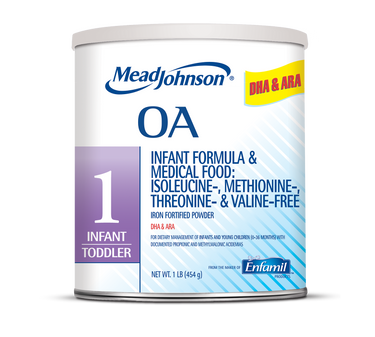 MeadJohnson®
DHA & ARA
OA
INFANT FORMULA &
MEDICAL FOOD:
ISOLEUCINE-, METHIONINE-,
THREONINE- & VALINE-FREE
IRON FORTIFIED POWDER
DHA & ARA
FOR DIETARY MANAGEMENT OF INFANTS AND YOUNG CHILDREN (0-36 MONTHS) WITH
DOCUMENTED PROPIONIC AND METHYLMALONIC ACIDEMIAS
1
INFANT
TODDLER
NET WT. 1 LB (454 g)
FROM THE MAKER OF
Enfamil